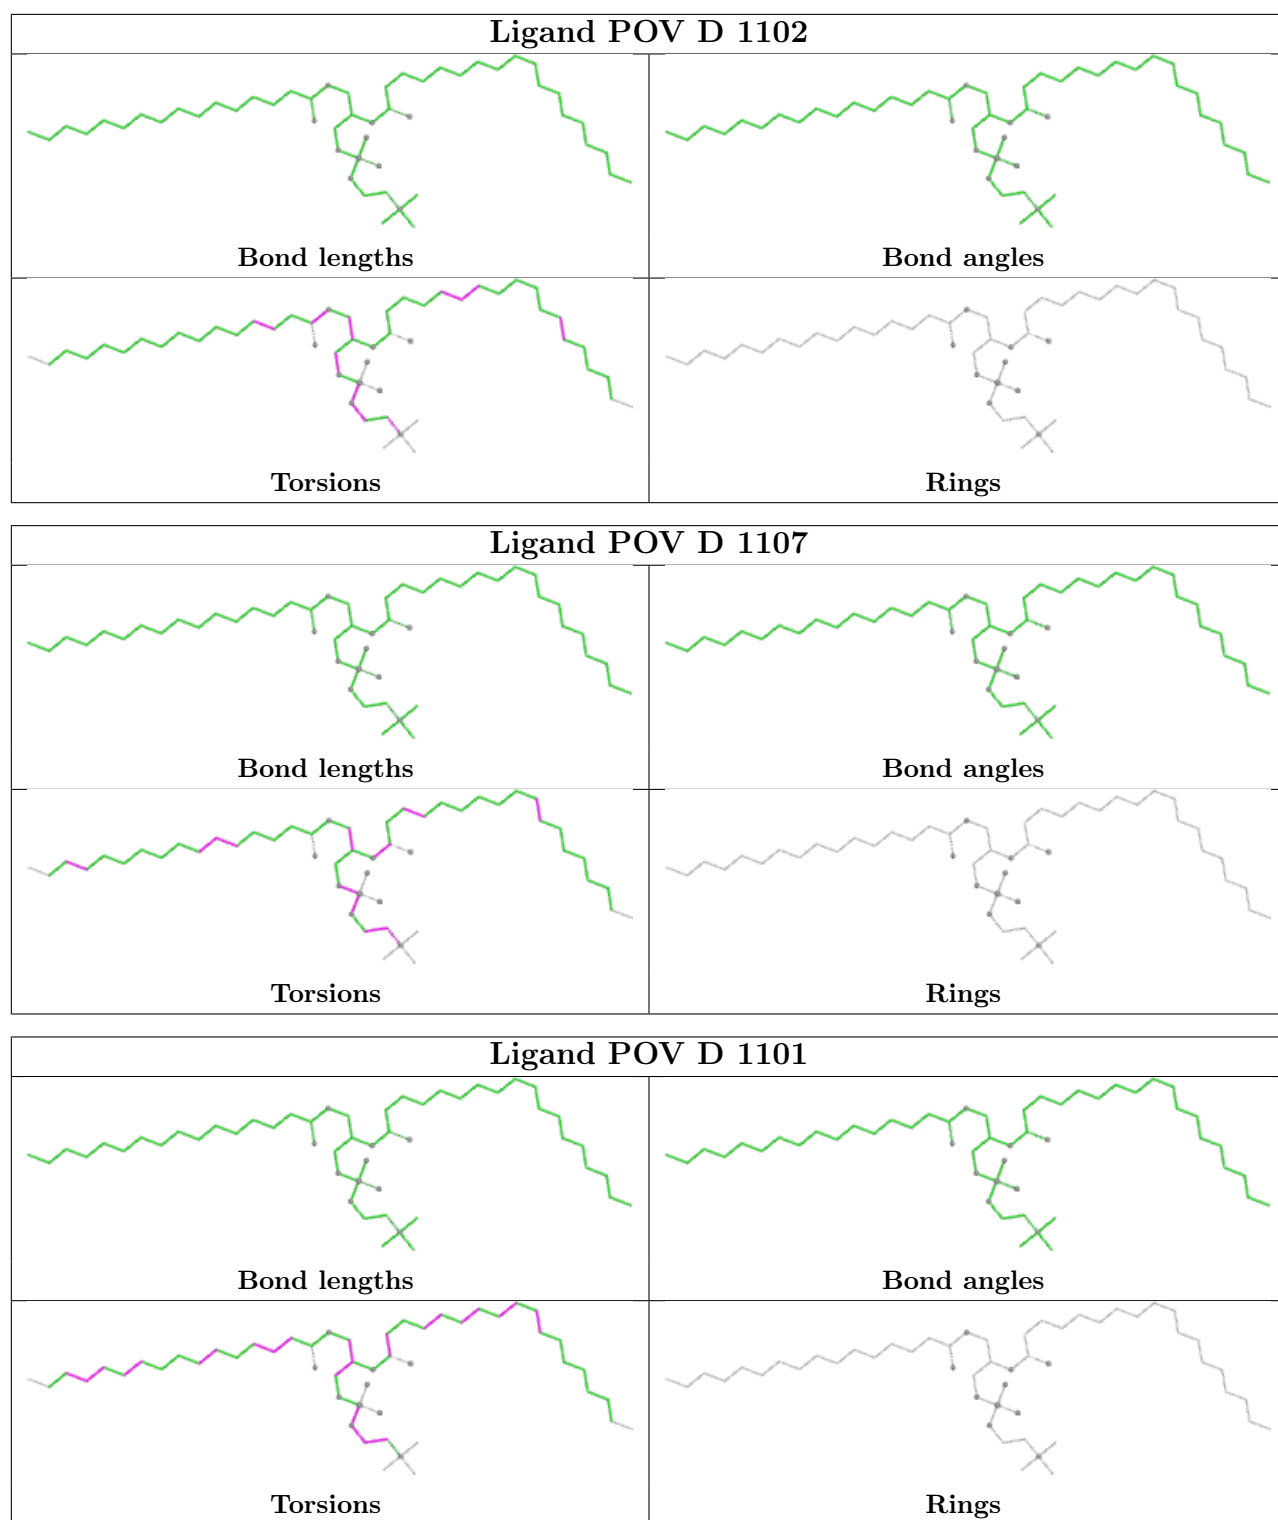 Ligand POV D 1102
Bond lengths
Bond angles
Torsions
Rings
Ligand POV D 1107
Bond lengths
Bond angles
Torsions
Rings
Ligand POV D 1101
Bond lengths
Bond angles
Torsions
Rings